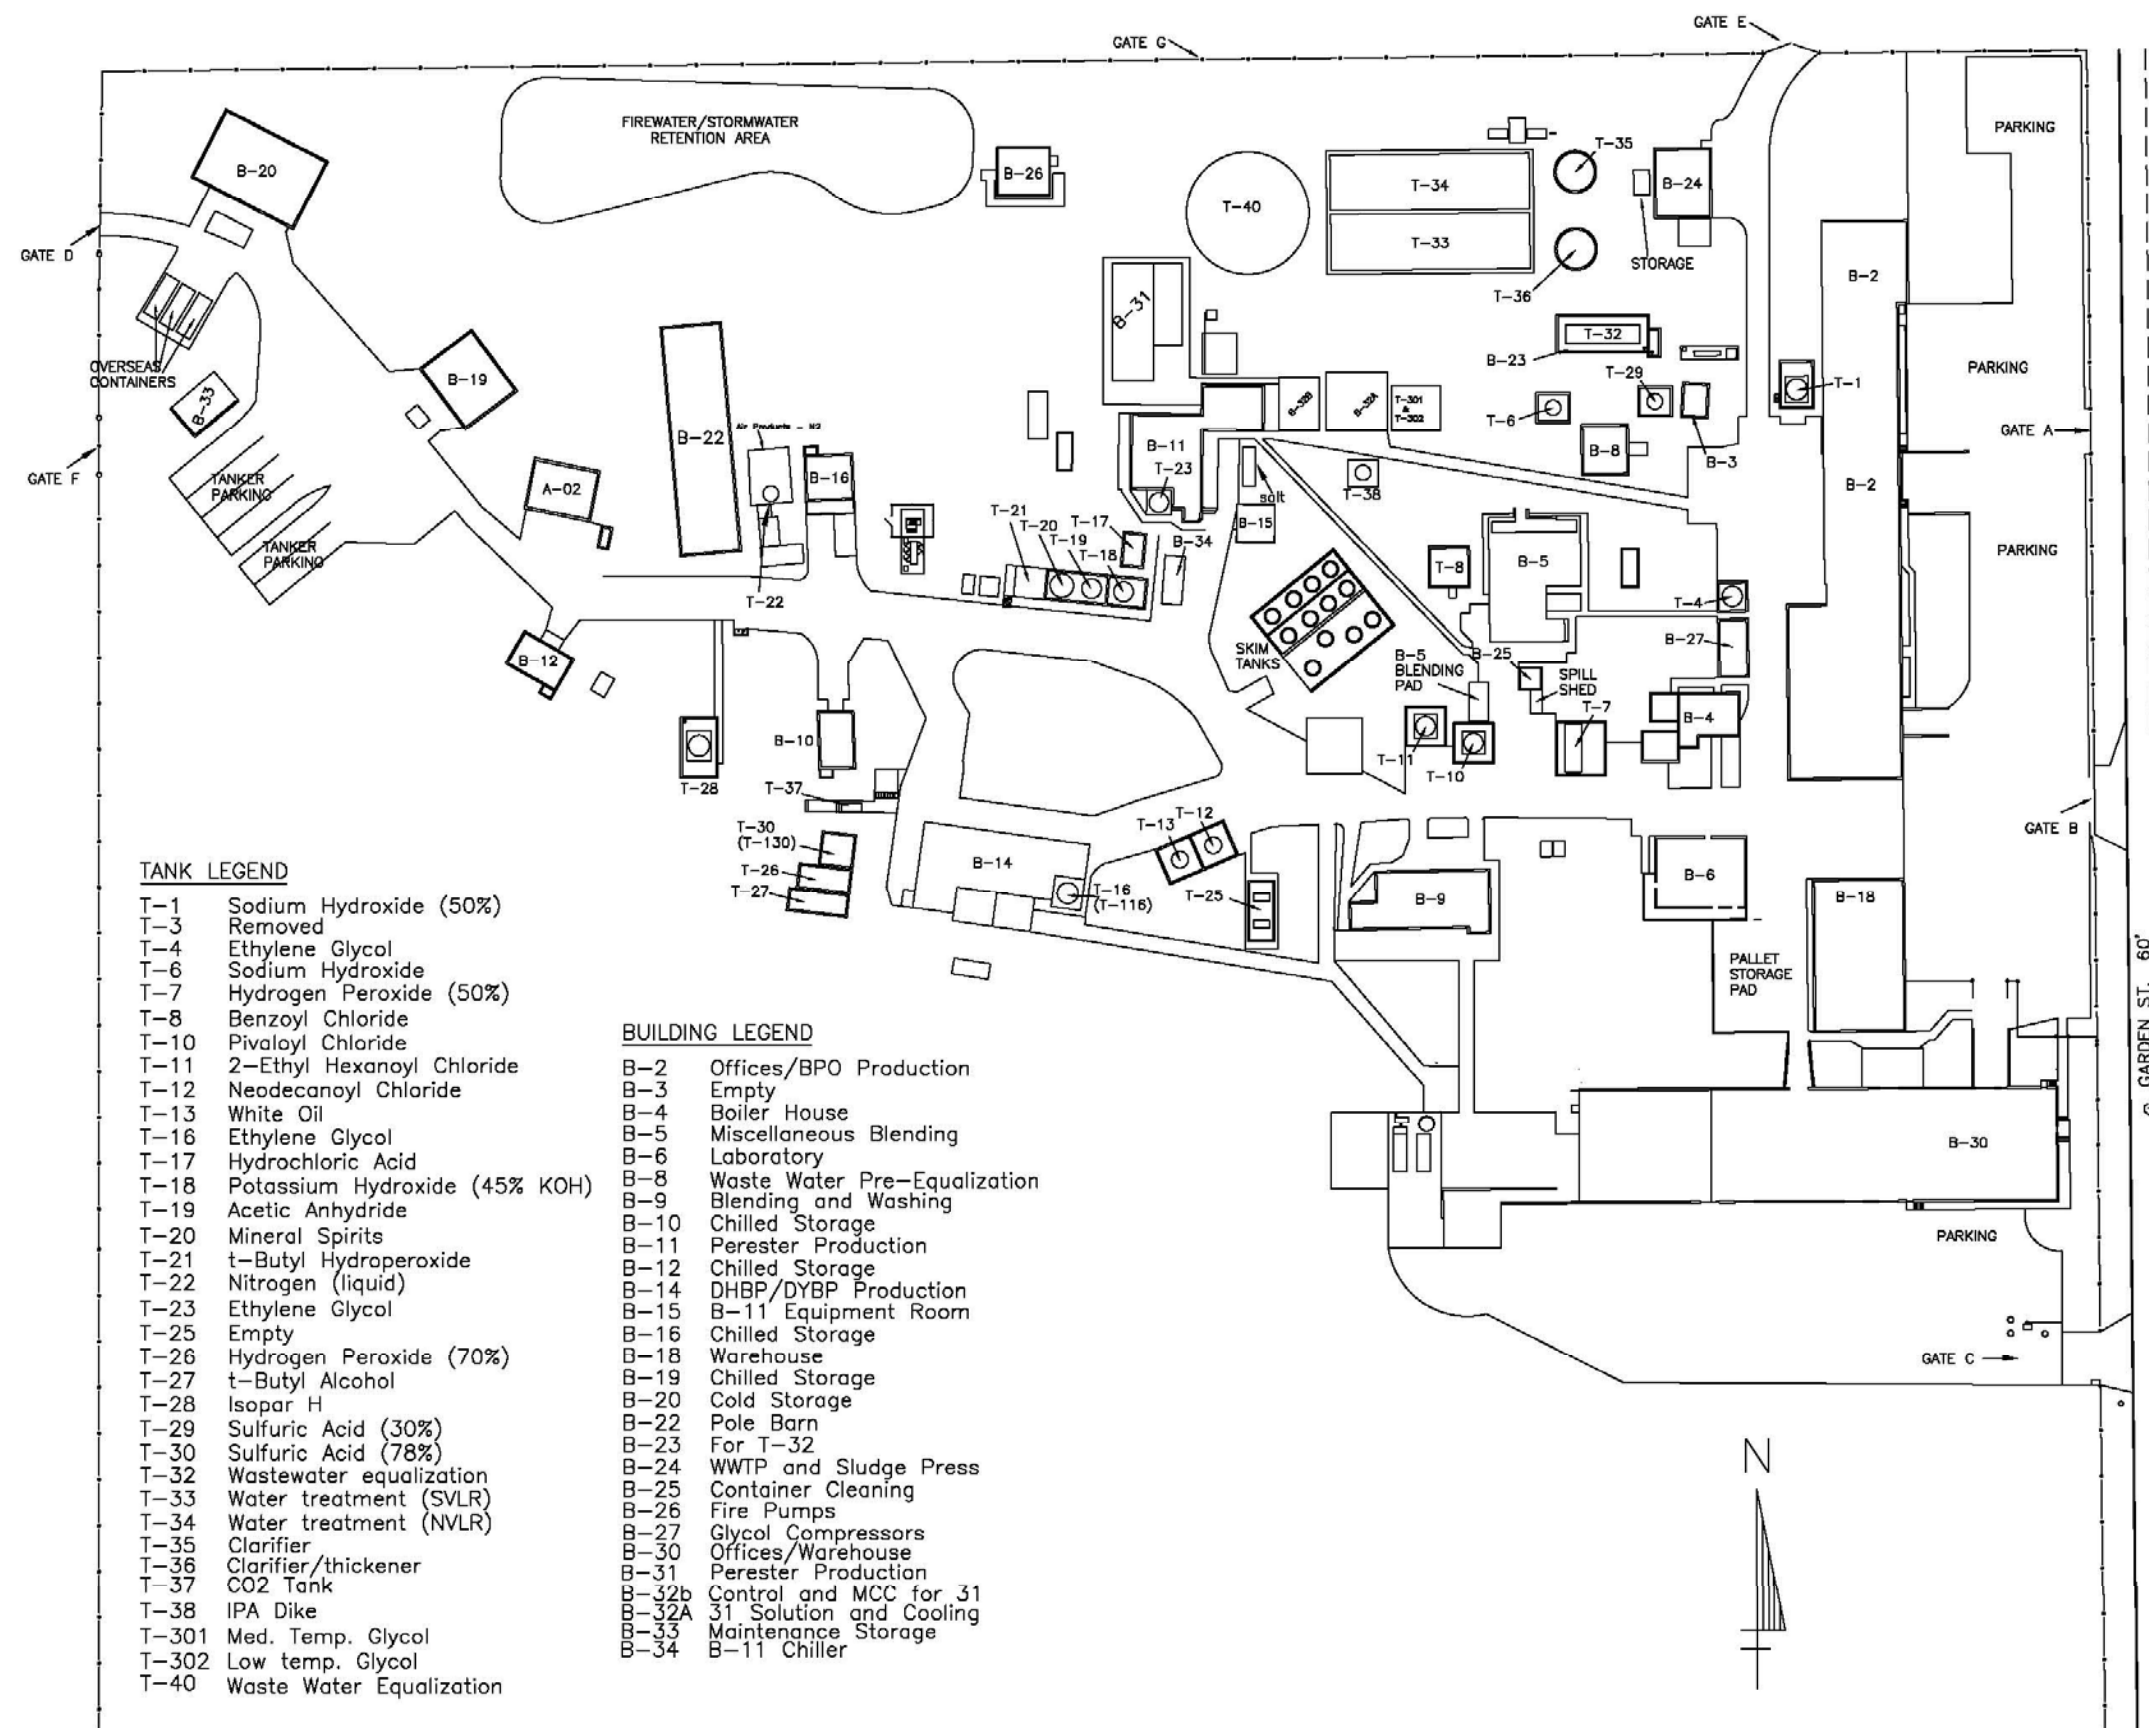 GATE E
GATE G
FIREWATER/STORMWATER
RETENTION AREA
PARKING
B-20
B-26
T-35
T-34
B-24
T-40
T-33
STORAGE
GATE D
B-2
T-36
B-31
T-32
B-23
OVERSEAS
CONTAINERS
B-19
T-29
T-1
PARKING
B-33
B-32B
B-32A
T-301
&
T-302
T-6
GATE A
B-22
Air Products - N2
B-11
B-8
B-3
GATE F
TANKER
PARKING
A-02
B-16
T-23
salt
T-38
B-2
T-21
T-20
T-17
T-19
T-18
B-34
B-15
TANKER
PARKING
T-8
B-5
PARKING
T-22
T-4
B-27
B-12
SKIM
TANKS
B-5
BLENDING
PAD
B-25
SPILL
SHED
T-7
B-4
B-10
T-11
T-10
T-28
T-37
T-30
(T-130)
T-26
T-27
B-14
T-13
T-12
T-16
(T-116)
T-25
B-9
B-6
B-18
GATE B
PALLET
STORAGE
PAD
GARDEN ST. 60'
B-30
PARKING
GATE C
N
TANK LEGEND
T-1 Sodium Hydroxide (50%)
T-3 Removed
T-4 Ethylene Glycol
T-6 Sodium Hydroxide
T-7 Hydrogen Peroxide (50%)
T-8 Benzoyl Chloride
T-10 Pivaloyl Chloride
T-11 2-Ethyl Hexanoyl Chloride
T-12 Neodecanoyl Chloride
T-13 White Oil
T-16 Ethylene Glycol
T-17 Hydrochloric Acid
T-18 Potassium Hydroxide (45% KOH)
T-19 Acetic Anhydride
T-20 Mineral Spirits
T-21 t-Butyl Hydroperoxide
T-22 Nitrogen (liquid)
T-23 Ethylene Glycol
T-25 Empty
T-26 Hydrogen Peroxide (70%)
T-27 t-Butyl Alcohol
T-28 Isopar H
T-29 Sulfuric Acid (30%)
T-30 Sulfuric Acid (78%)
T-32 Wastewater equalization
T-33 Water treatment (SVLR)
T-34 Water treatment (NVLR)
T-35 Clarifier
T-36 Clarifier/thickener
T-37 CO2 Tank
T-38 IPA Dike
T-301 Med. Temp. Glycol
T-302 Low temp. Glycol
T-40 Waste Water Equalization
BUILDING LEGEND
B-2 Offices/BPO Production
B-3 Empty
B-4 Boiler House
B-5 Miscellaneous Blending
B-6 Laboratory
B-8 Waste Water Pre-Equalization
B-9 Blending and Washing
B-10 Chilled Storage
B-11 Perester Production
B-12 Chilled Storage
B-14 DHBP/DYBP Production
B-15 B-11 Equipment Room
B-16 Chilled Storage
B-18 Warehouse
B-19 Chilled Storage
B-20 Cold Storage
B-22 Pole Barn
B-23 For T-32
B-24 WWTP and Sludge Press
B-25 Container Cleaning
B-26 Fire Pumps
B-27 Glycol Compressors
B-30 Offices/Warehouse
B-31 Perester Production
B-32b Control and MCC for 31
B-32A 31 Solution and Cooling
B-33 Maintenance Storage
B-34 B-11 Chiller